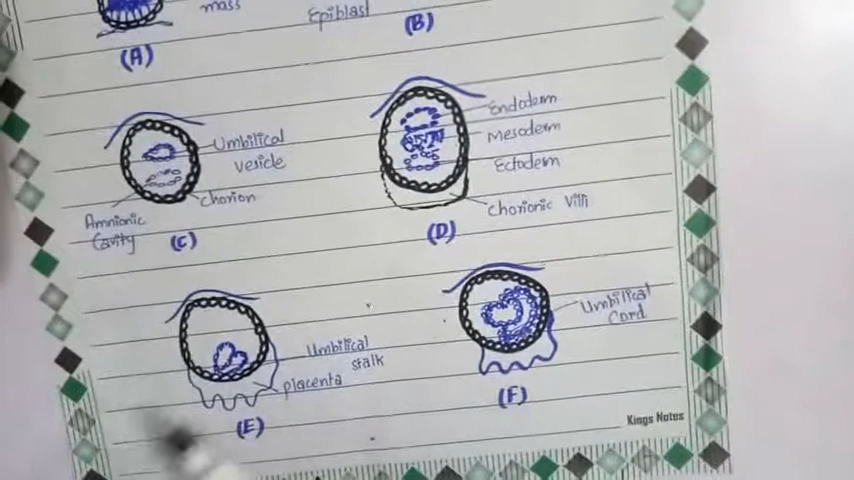 mass
Epiblast
(A)
(B)
Umbilical
vesicle
Chorion
Amnionic
Cavity
(C)
Endoderm
Mesoderm
Ectoderm
Chorionic Villi
(D)
Umbilical
stalk
placenta
(E)
Umbilical
Cord
(F)
Kings Notes